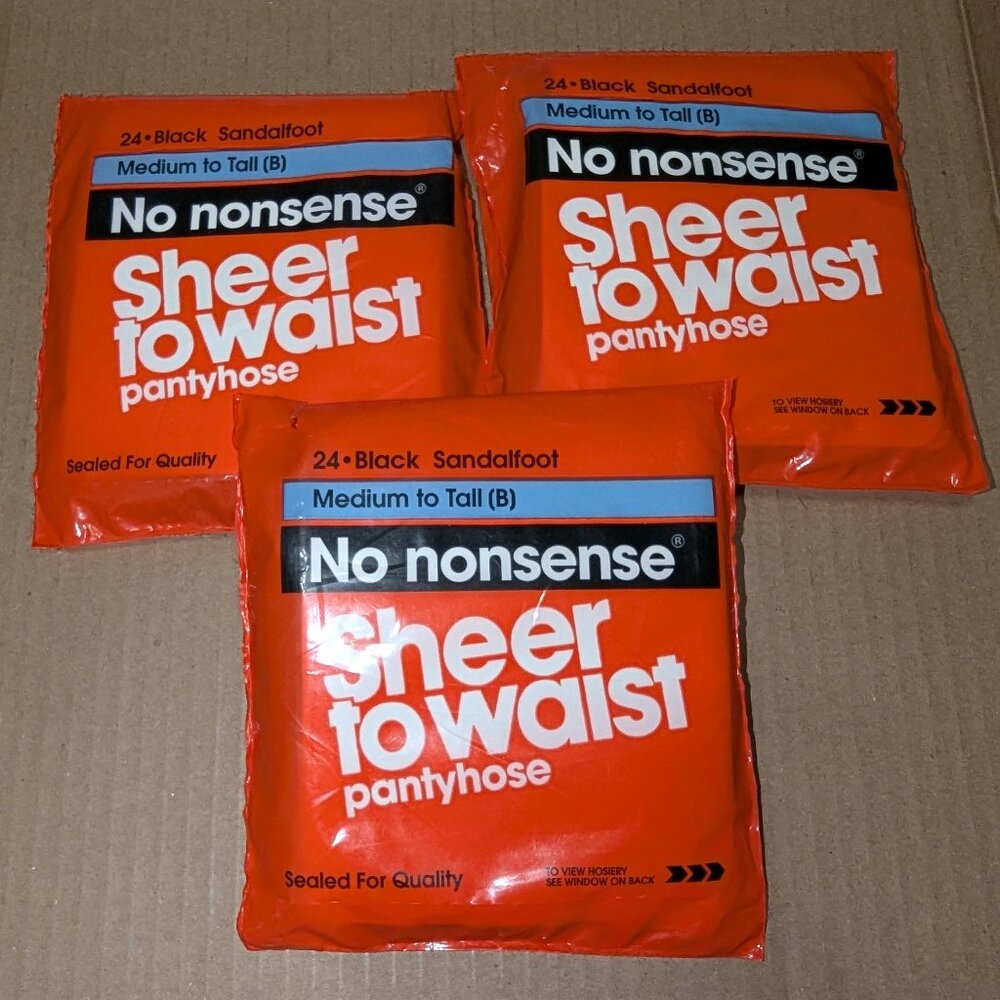 24•Black Sandalfoot
Medium to Tall (B)
No nonsense®
Sheer
to waist
pantyhose
Sealed For Quality
24•Black Sandalfoot
Medium to Tall (B)
No nonsense®
Sheer
to waist
pantyhose
TO VIEW HOSIERY
SEE WINDOW ON BACK
24•Black Sandalfoot
Medium to Tall (B)
No nonsense®
Sheer
to waist
pantyhose
Sealed For Quality
TO VIEW HOSIERY
SEE WINDOW ON BACK